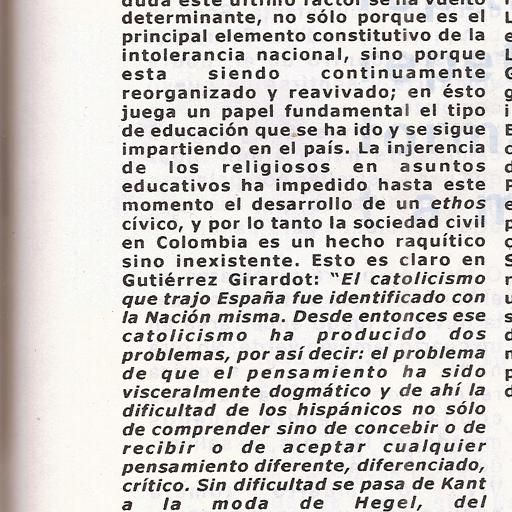 duda este último factor se ha vuelto
determinante, no sólo porque es el
principal elemento constitutivo de la
intolerancia nacional, sino porque
esta siendo continuamente
reorganizado y reavivado; en ésto
juega un papel fundamental el tipo
de educación que se ha ido y se sigue
impartiendo en el país. La injerencia
de los religiosos en asuntos
educativos ha impedido hasta este
momento el desarrollo de un ethos
cívico, y por lo tanto la sociedad civil
en Colombia es un hecho raquítico
sino inexistente. Esto es claro en
Gutiérrez Girardot: "El catolicismo
que trajo España fue identificado con
la Nación misma. Desde entonces ese
catolicismo ha producido dos
problemas, por así decir: el problema
de que el pensamiento ha sido
visceralmente dogmático y de ahí la
dificultad de los hispánicos no sólo
de comprender sino de concebir o de
recibir o de aceptar cualquier
pensamiento diferente, diferenciado,
crítico. Sin dificultad se pasa de Kant
a la moda de Hegel, del